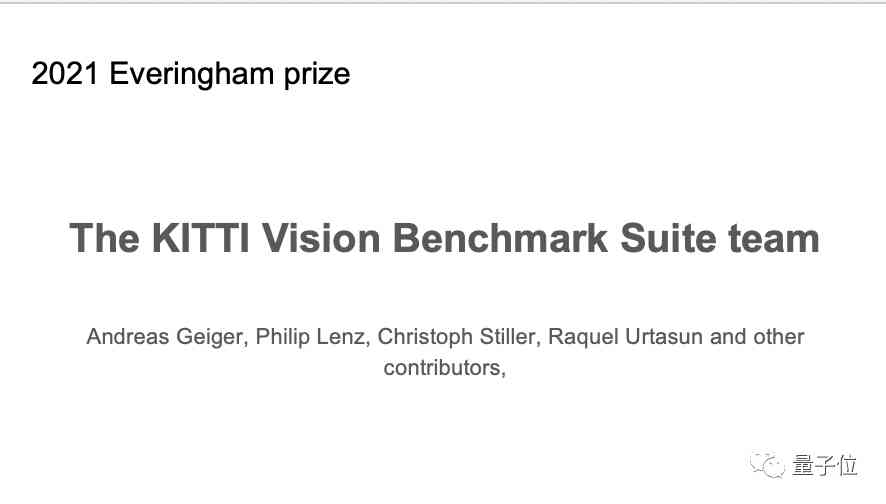 2021 Everingham prize
The KITTI Vision Benchmark Suite team
Andreas Geiger, Philip Lenz, Christoph Stiller, Raquel Urtasun and other
contributors,
量子位